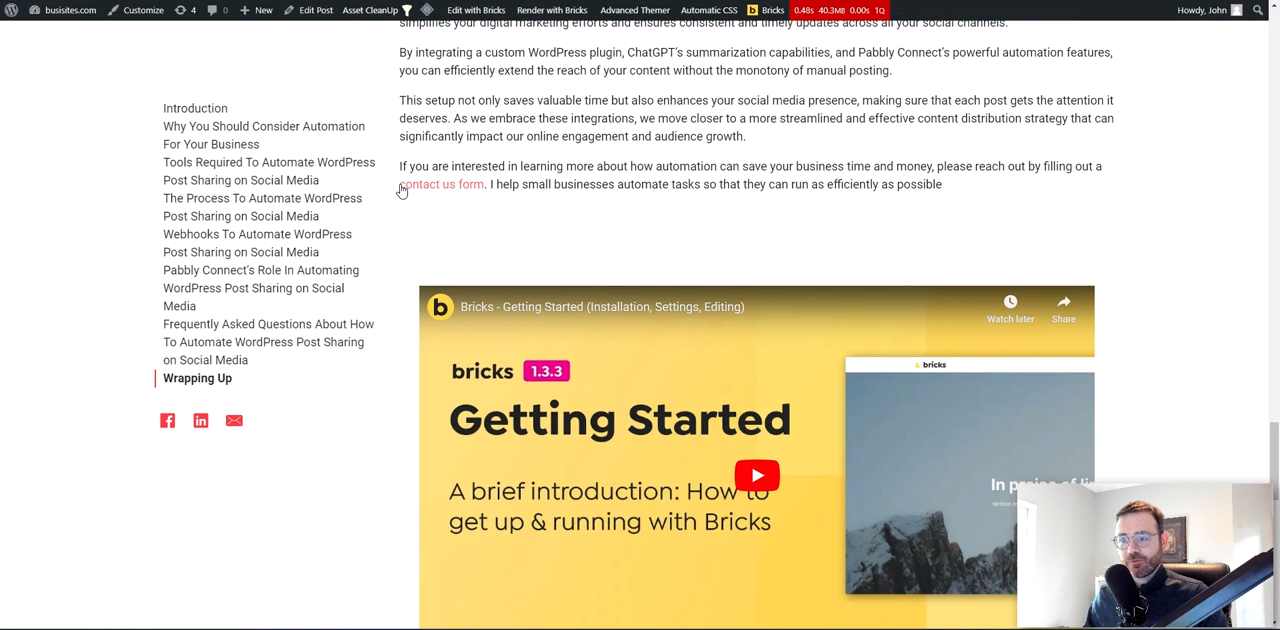 busisites.com Customize 4 0 New Edit Post Asset CleanUp Edit with Bricks Render with Bricks Advanced Themer Automatic CSS b Bricks 0.48s 40.3MB 0.00s 1Q Howdy, John
simplifies your digital marketing efforts and ensures consistent and timely updates across all your social channels.
By integrating a custom WordPress plugin, ChatGPT's summarization capabilities, and Pabbly Connect's powerful automation features,
you can efficiently extend the reach of your content without the monotony of manual posting.
This setup not only saves valuable time but also enhances your social media presence, making sure that each post gets the attention it
deserves. As we embrace these integrations, we move closer to a more streamlined and effective content distribution strategy that can
significantly impact our online engagement and audience growth.
If you are interested in learning more about how automation can save your business time and money, please reach out by filling out a
contact us form. I help small businesses automate tasks so that they can run as efficiently as possible
Introduction
Why You Should Consider Automation
For Your Business
Tools Required To Automate WordPress
Post Sharing on Social Media
The Process To Automate WordPress
Post Sharing on Social Media
Webhooks To Automate WordPress
Post Sharing on Social Media
Pabbly Connect's Role In Automating
WordPress Post Sharing on Social
Media
Frequently Asked Questions About How
To Automate WordPress Post Sharing
on Social Media
Wrapping Up
b Bricks - Getting Started (Installation, Settings, Editing)
Watch later Share
bricks 1.3.3
Getting Started
A brief introduction: How to
get up & running with Bricks
bricks
In praise of